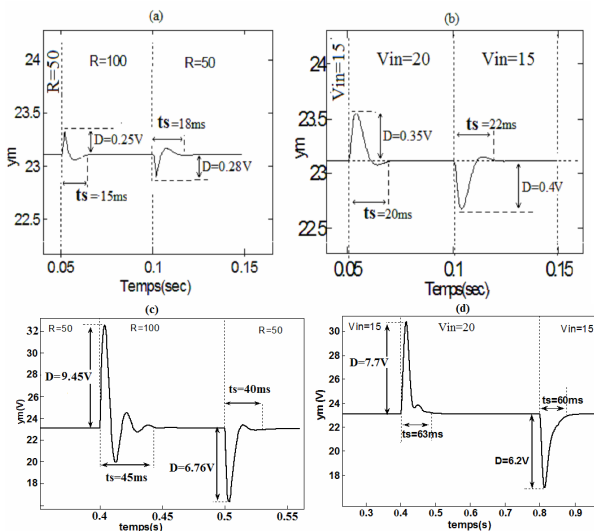 (a)
24
23.5
23
22.5
ym
R=50
R=100
R=50
ts=18ms
D=0.25V
D=0.28V
ts=15ms
0.05
0.1
0.15
Temps(sec)
(b)
24
23.5
23
22.5
ym
Vin=15
Vin=20
Vin=15
ts=22ms
D=0.35V
D=0.4V
ts=20ms
0.05
0.1
0.15
Temps(sec)
(c)
32
30
28
26
24
22
20
18
ym(V)
R=50
R=100
R=50
D=9.45V
ts=40ms
ts=45ms
D=6.76V
0.4
0.5
0.56
temps(s)
(d)
30
28
26
24
22
20
18
ym(V)
Vin=15
Vin=20
Vin=15
D=7.7V
ts=60ms
ts=63ms
D=6.2V
0.3
0.4
0.5
0.6
0.7
0.8
0.9
temps(s)